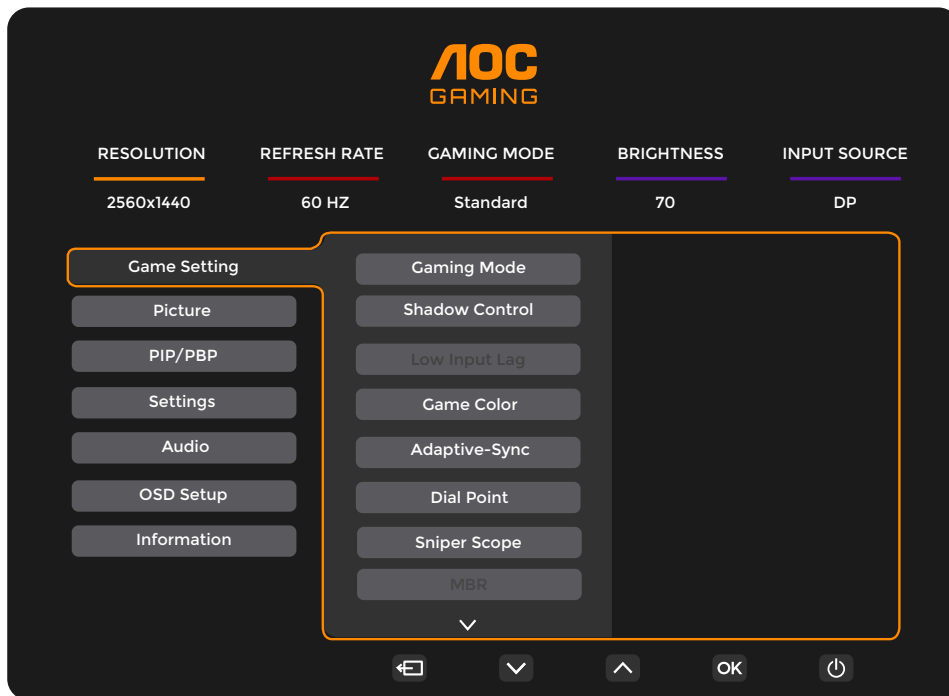 AOC
GAMING
RESOLUTION REFRESH RATE GAMING MODE BRIGHTNESS INPUT SOURCE
2560x1440 60 HZ Standard 70 DP
Game Setting
Picture
PIP/PBP
Settings
Audio
OSD Setup
Information
Gaming Mode
Shadow Control
Low Input Lag
Game Color
Adaptive-Sync
Dial Point
Sniper Scope
MBR
OK